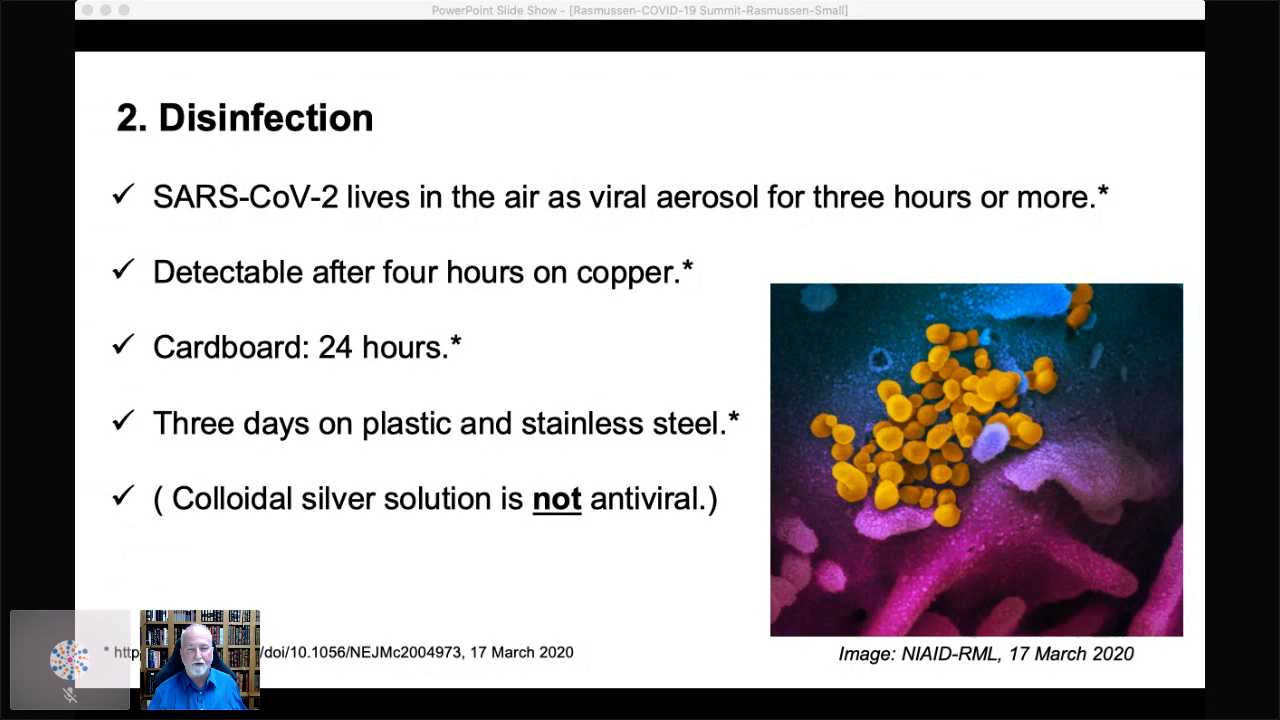 PowerPoint Slide Show - [Rasmussen-COVID-19 Summit-Rasmussen-Small]
2. Disinfection
✓ SARS-CoV-2 lives in the air as viral aerosol for three hours or more.*
✓ Detectable after four hours on copper.*
✓ Cardboard: 24 hours.*
✓ Three days on plastic and stainless steel.*
✓ ( Colloidal silver solution is not antiviral.)
* /doi/10.1056/NEJMc2004973, 17 March 2020
Image: NIAID-RML, 17 March 2020